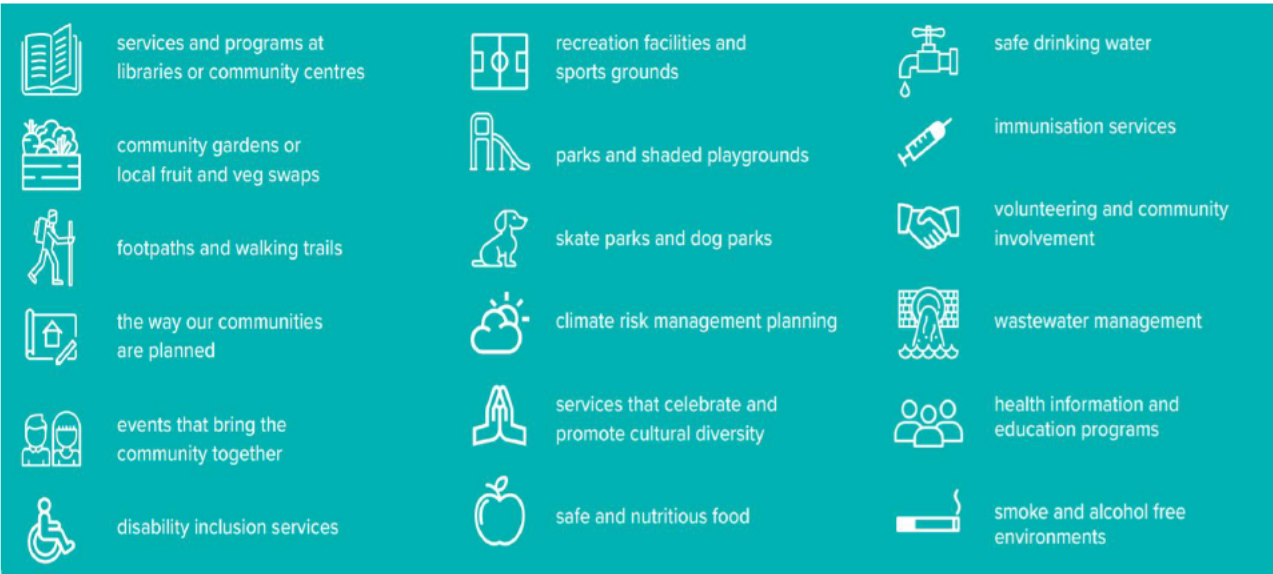 services and programs at
libraries or community centres
community gardens or
local fruit and veg swaps
footpaths and walking trails
the way our communities
are planned
events that bring the
community together
disability inclusion services
recreation facilities and
sports grounds
parks and shaded playgrounds
skate parks and dog parks
climate risk management planning
services that celebrate and
promote cultural diversity
safe and nutritious food
safe drinking water
immunisation services
volunteering and community
involvement
wastewater management
health information and
education programs
smoke and alcohol free
environments